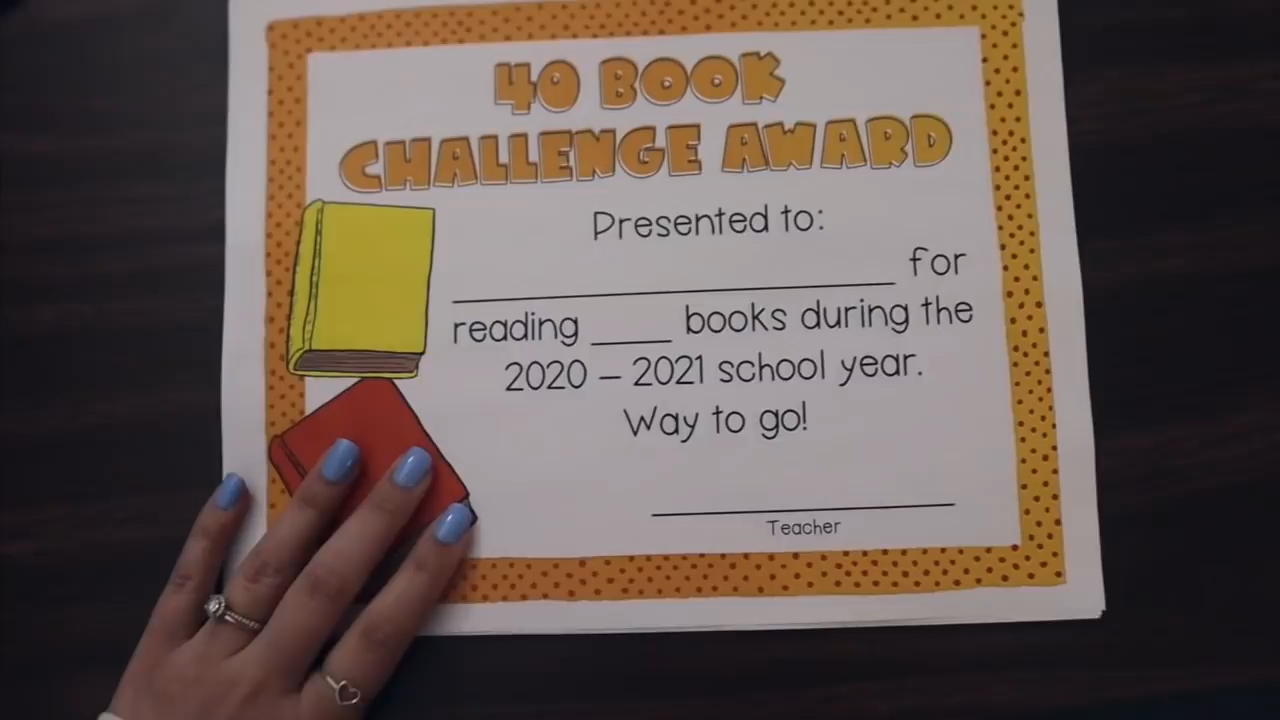 40 BOOK
CHALLENGE AWARD
Presented to:
for
reading ____ books during the
2020 – 2021 school year.
Way to go!
Teacher